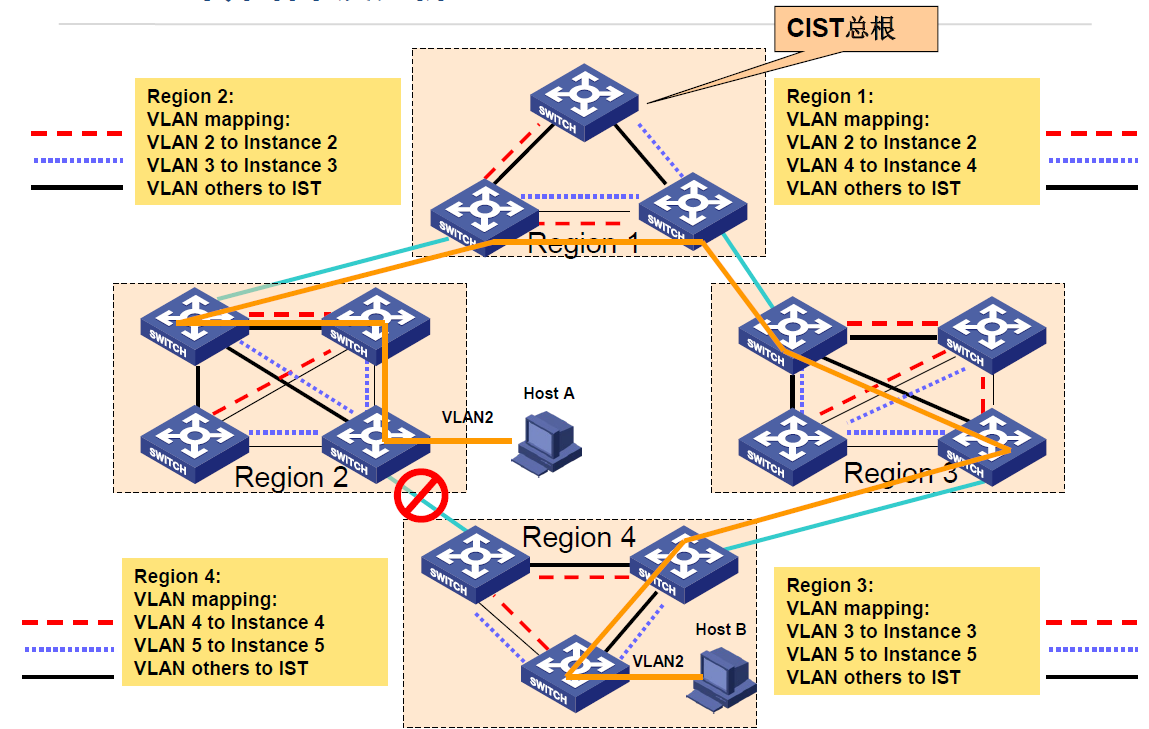 CIST总根
Region 2:
VLAN mapping:
VLAN 2 to Instance 2
VLAN 3 to Instance 3
VLAN others to IST
Region 1:
VLAN mapping:
VLAN 2 to Instance 2
VLAN 4 to Instance 4
VLAN others to IST
SWITCH
SWITCH
SWITCH
Region 1
SWITCH
SWITCH
SWITCH
SWITCH
Region 2
Host A
VLAN2
SWITCH
SWITCH
SWITCH
SWITCH
Region 3
Region 4
SWITCH
SWITCH
SWITCH
Host B
VLAN2
Region 4:
VLAN mapping:
VLAN 4 to Instance 4
VLAN 5 to Instance 5
VLAN others to IST
Region 3:
VLAN mapping:
VLAN 3 to Instance 3
VLAN 5 to Instance 5
VLAN others to IST